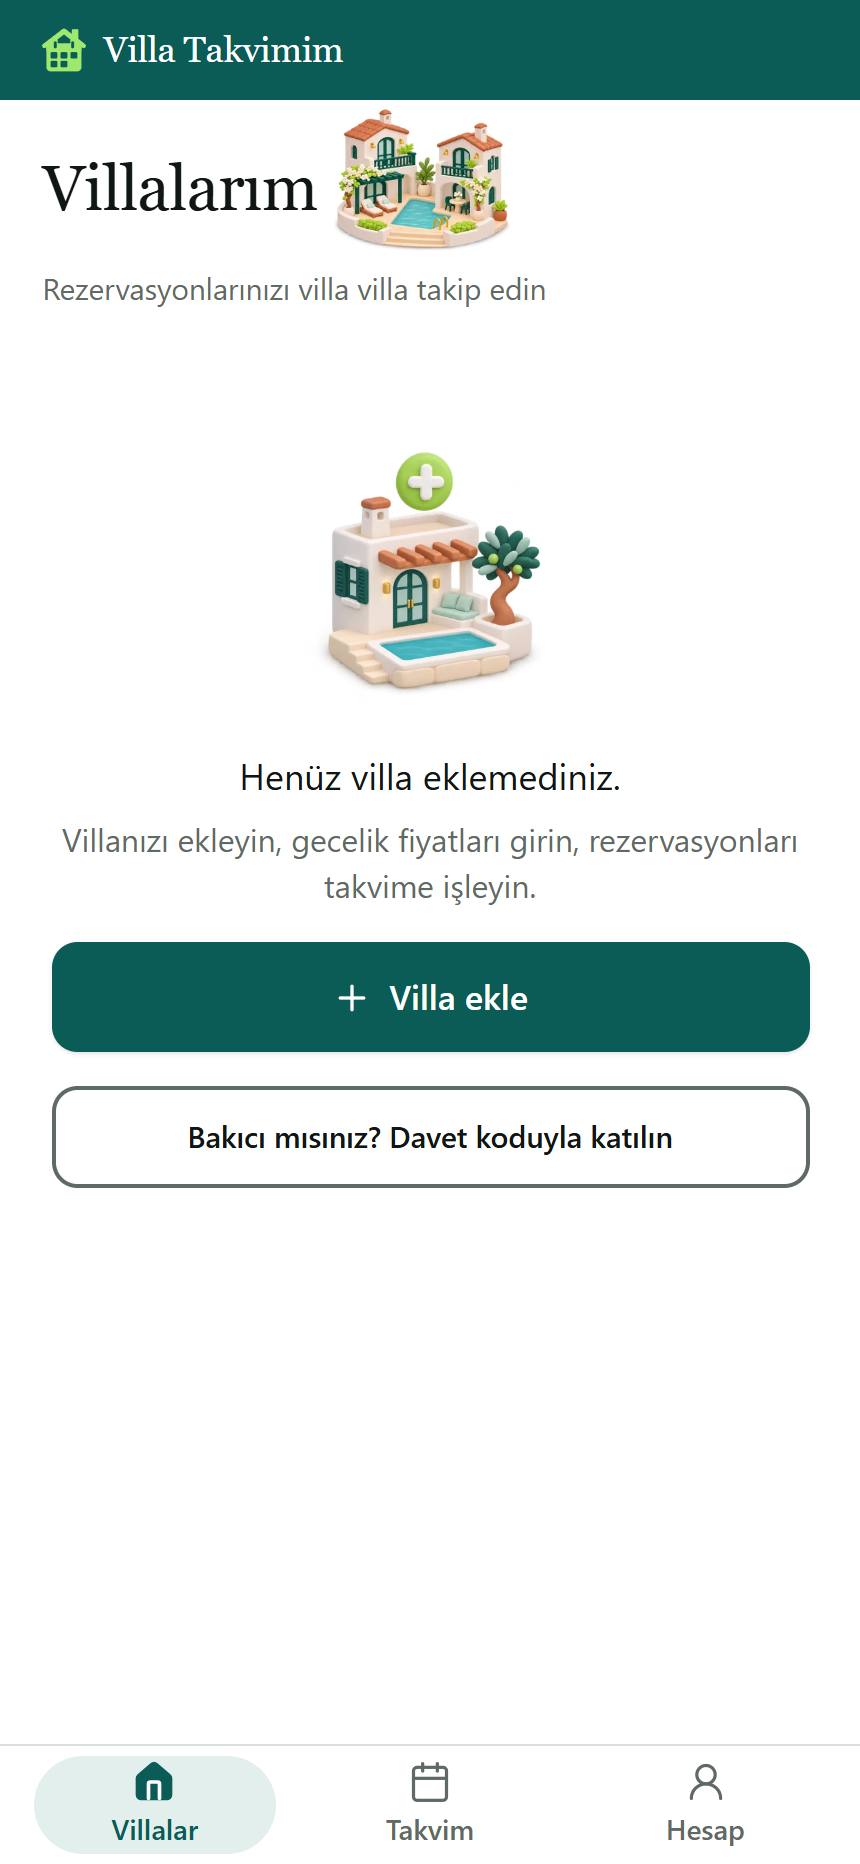 Villa Takvimim
Villalarım
Rezervasyonlarınızı villa villa takip edin
Henüz villa eklemediniz.
Villanızı ekleyin, gecelik fiyatları girin, rezervasyonları
takvime işleyin.
Villa ekle
Bakıcı mısınız? Davet koduyla katılın
Villalar
Takvim
Hesap